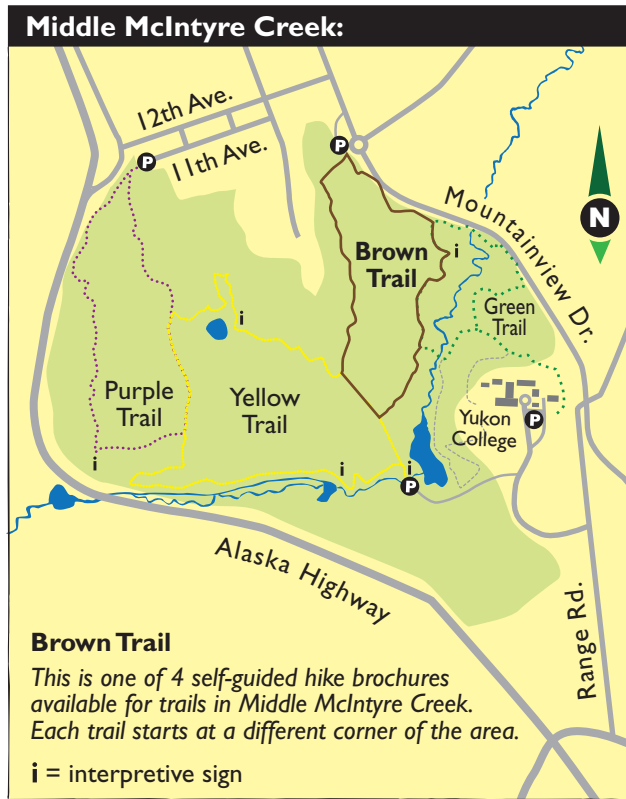 Middle McIntyre Creek:
12th Ave.
P
11th Ave.
P
Mountainview Dr.
N
Brown
Trail
i
Green
Trail
i
Purple
Trail
Yellow
Trail
Yukon
College
P
i
i
i
P
Alaska Highway
Range Rd.
Brown Trail
This is one of 4 self-guided hike brochures
available for trails in Middle McIntyre Creek.
Each trail starts at a different corner of the area.
i = interpretive sign